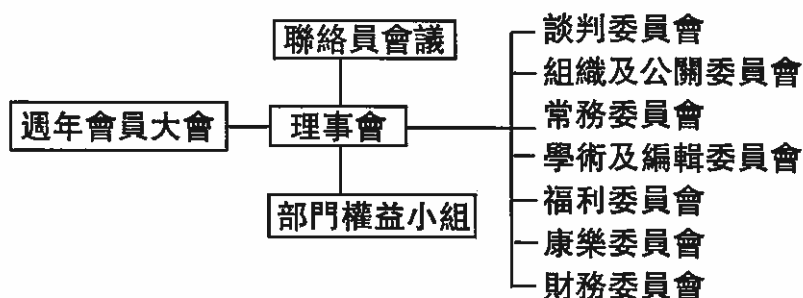 聯絡員會議
週年會員大會
理事會
部門權益小組
談判委員會
組織及公關委員會
常務委員會
學術及編輯委員會
福利委員會
康樂委員會
財務委員會